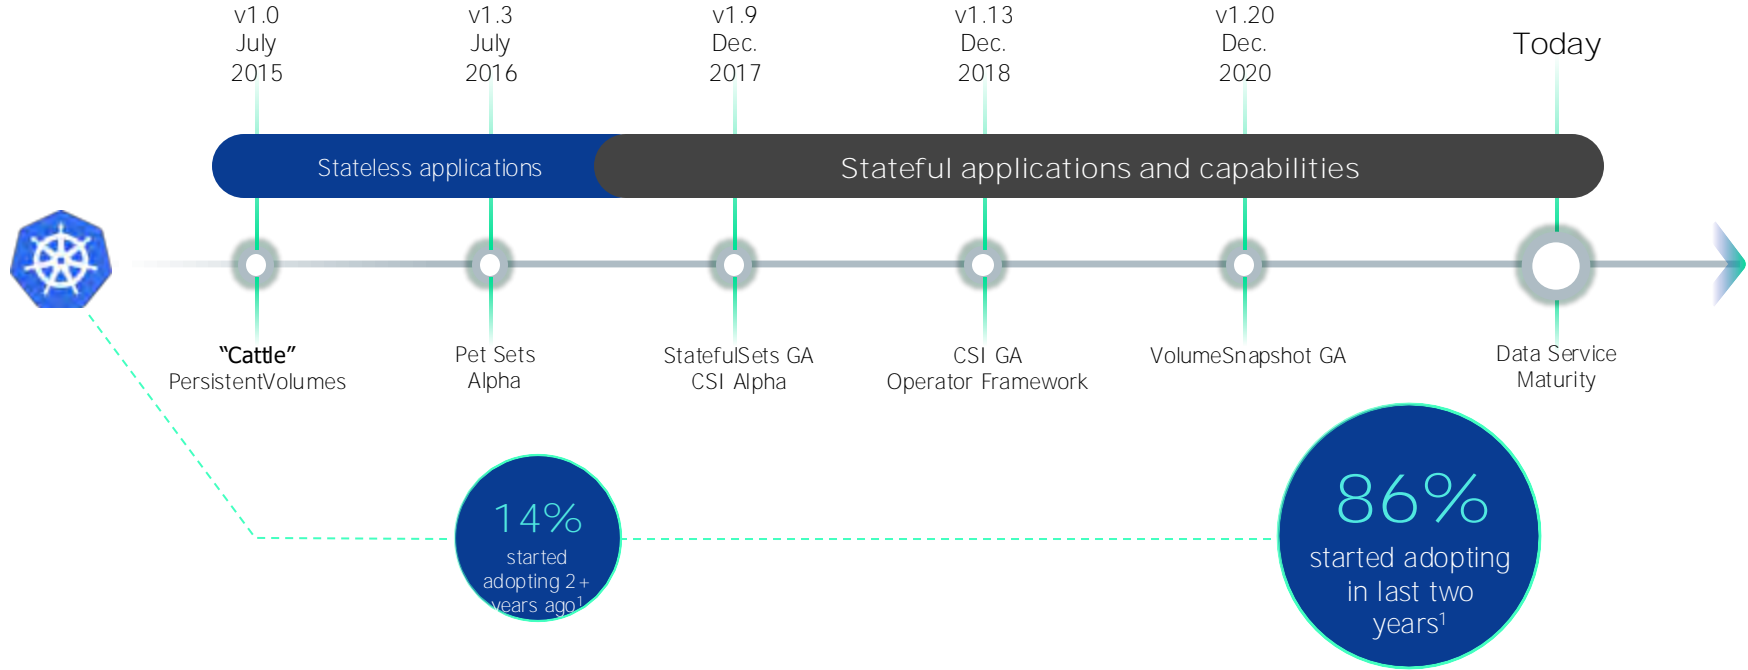 v1.0
July
2015
v1.3
July
2016
v1.9
Dec.
2017
v1.13
Dec.
2018
v1.20
Dec.
2020
Today
Stateless applications
Stateful applications and capabilities
“Cattle”
PersistentVolumes
Pet Sets
Alpha
StatefulSets GA
CSI Alpha
CSI GA
Operator Framework
VolumeSnapshot GA
Data Service
Maturity
14%
started
adopting 2+
years ago¹
86%
started adopting
in last two
years¹